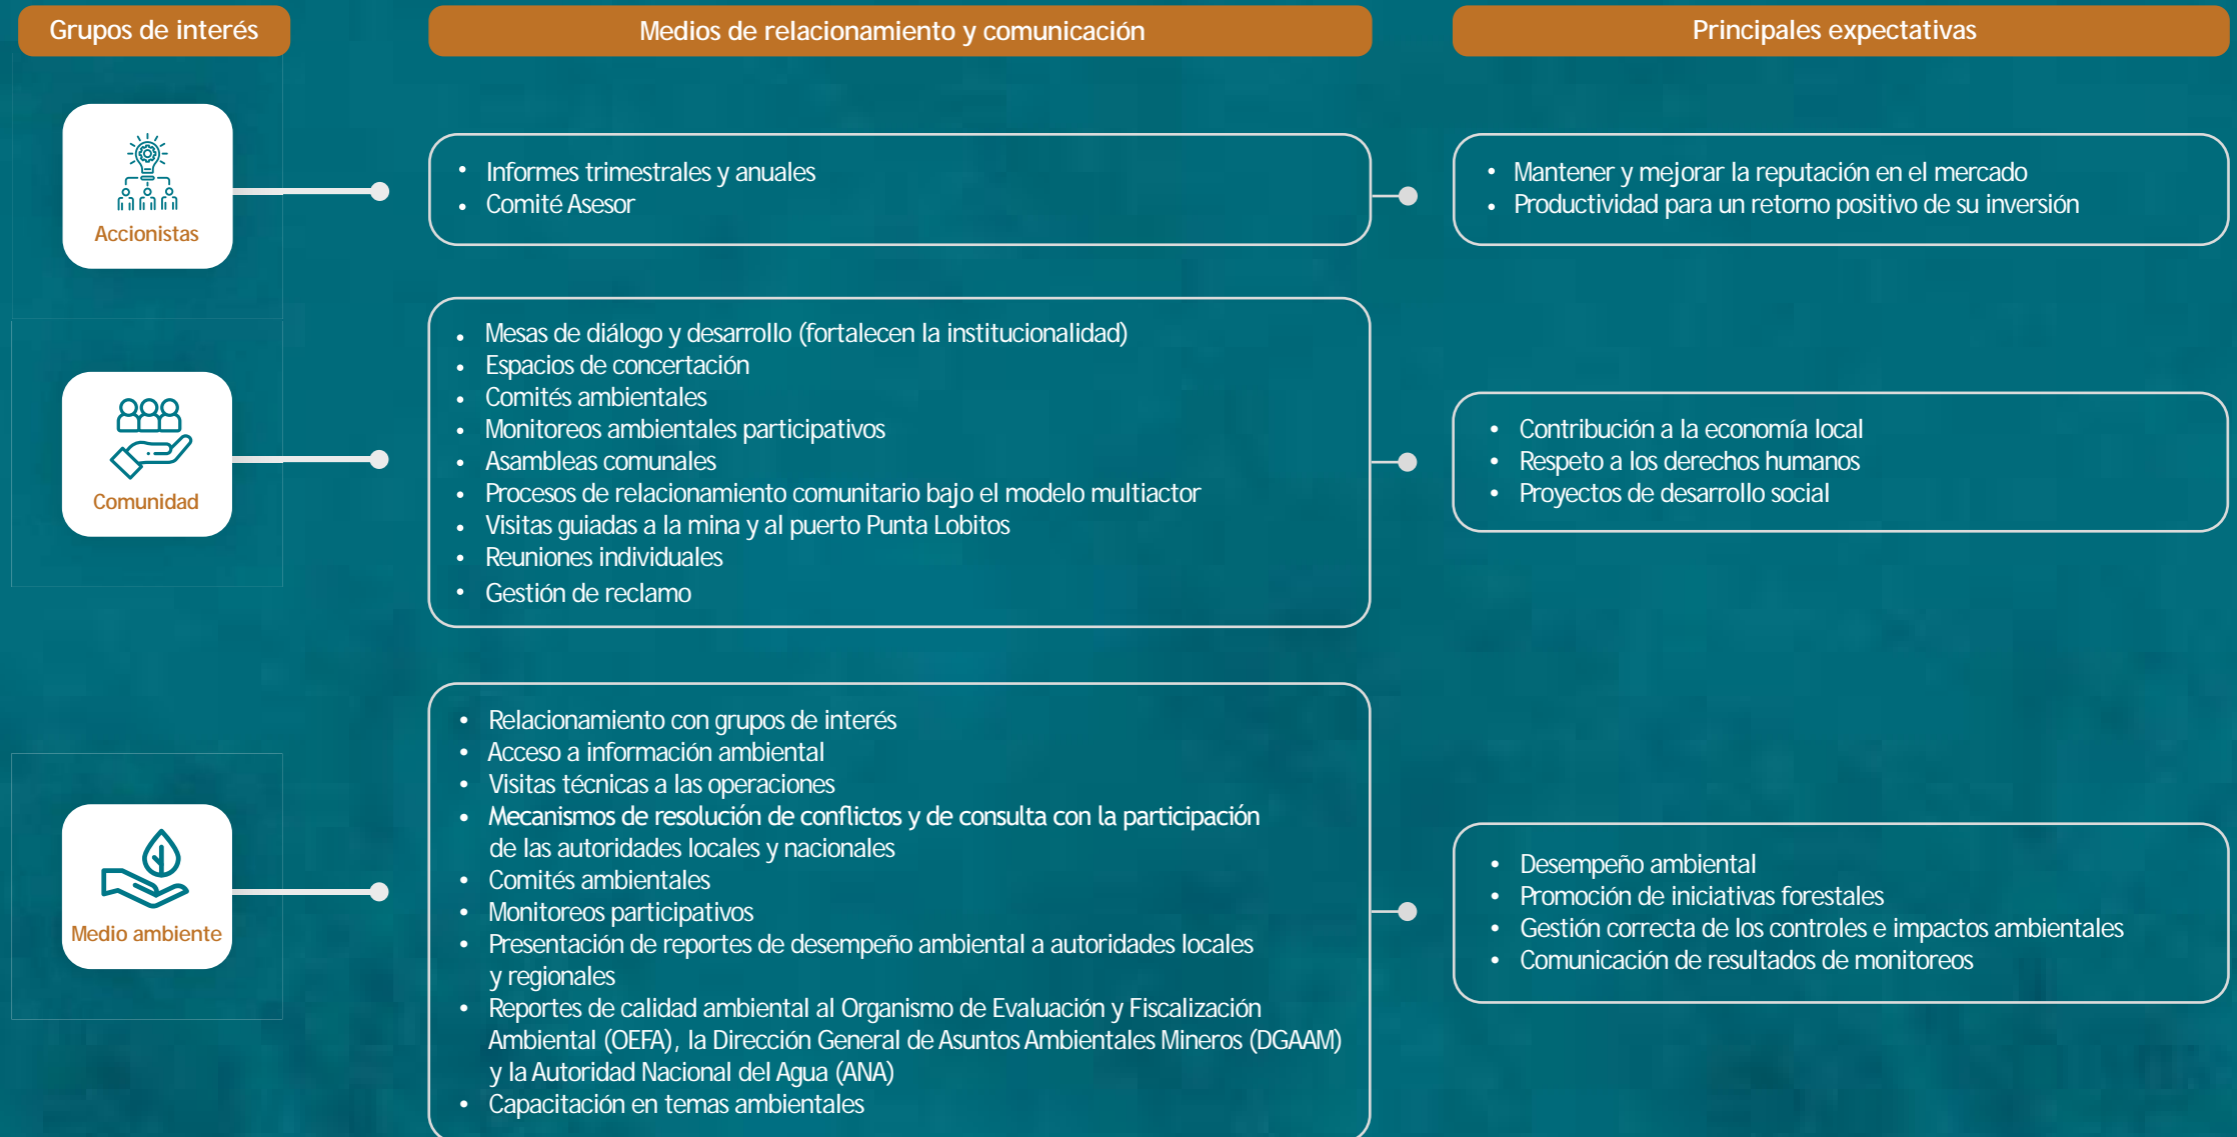 Grupos de interés
Medios de relacionamiento y comunicación
Principales expectativas
Accionistas
• Informes trimestrales y anuales
• Comité Asesor
• Mantener y mejorar la reputación en el mercado
• Productividad para un retorno positivo de su inversión
Comunidad
• Mesas de diálogo y desarrollo (fortalecen la institucionalidad)
• Espacios de concertación
• Comités ambientales
• Monitoreos ambientales participativos
• Asambleas comunales
• Procesos de relacionamiento comunitario bajo el modelo multiactor
• Visitas guiadas a la mina y al puerto Punta Lobitos
• Reuniones individuales
• Gestión de reclamo
• Contribución a la economía local
• Respeto a los derechos humanos
• Proyectos de desarrollo social
Medio ambiente
• Relacionamiento con grupos de interés
• Acceso a información ambiental
• Visitas técnicas a las operaciones
• Mecanismos de resolución de conflictos y de consulta con la participación
de las autoridades locales y nacionales
• Comités ambientales
• Monitoreos participativos
• Presentación de reportes de desempeño ambiental a autoridades locales
y regionales
• Reportes de calidad ambiental al Organismo de Evaluación y Fiscalización
Ambiental (OEFA), la Dirección General de Asuntos Ambientales Mineros (DGAAM)
y la Autoridad Nacional del Agua (ANA)
• Capacitación en temas ambientales
• Desempeño ambiental
• Promoción de iniciativas forestales
• Gestión correcta de los controles e impactos ambientales
• Comunicación de resultados de monitoreos